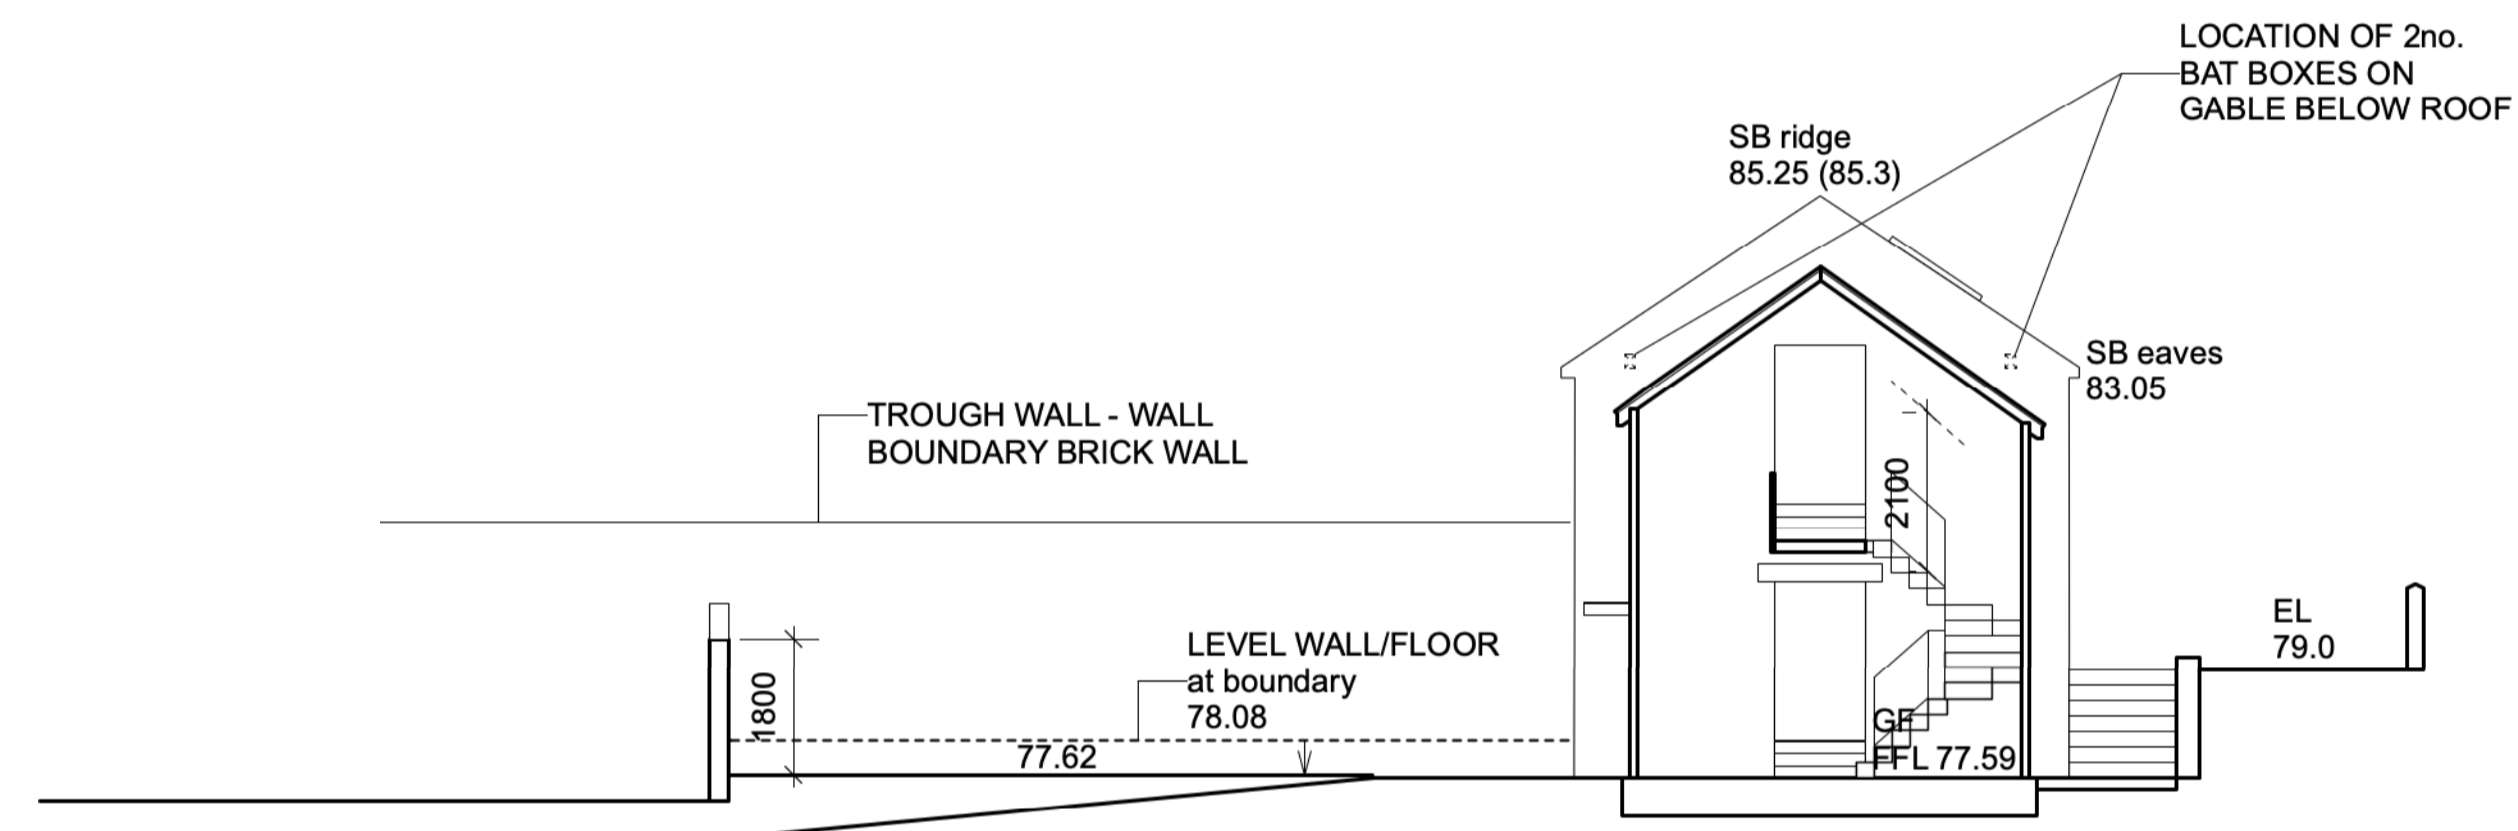 LOCATION OF 2no.
BAT BOXES ON
GABLE BELOW ROOF
SB ridge
85.25 (85.3)
SB eaves
83.05
TROUGH WALL - WALL
BOUNDARY BRICK WALL
2100
EL
79.0
LEVEL WALL/FLOOR
at boundary
78.08
1800
77.62
GF
FFL 77.59